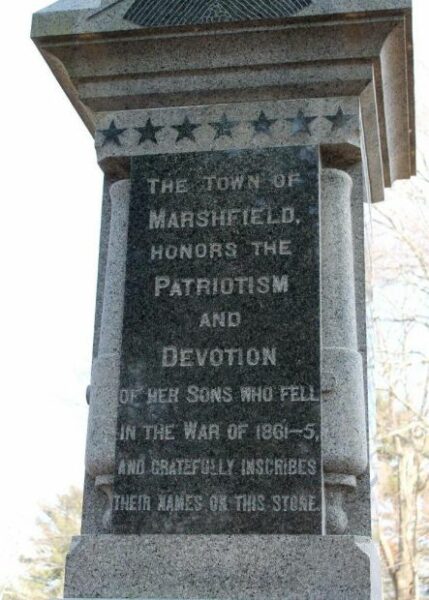 THE TOWN OF
MARSHFIELD,
HONORS THE
PATRIOTISM
AND
DEVOTION
OF HER SONS WHO FELL
IN THE WAR OF 1861-5,
AND GRATEFULLY INSCRIBES
THEIR NAMES ON THIS STONE.